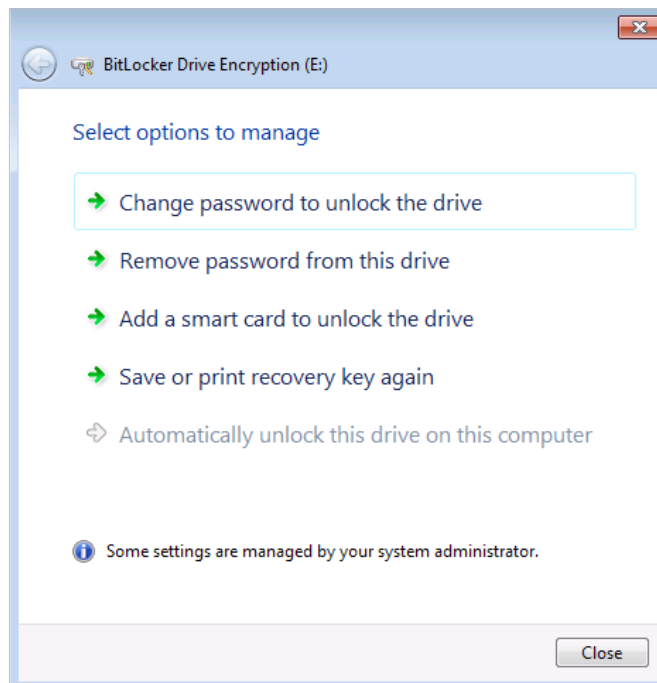 BitLocker Drive Encryption (E:)
Select options to manage
Change password to unlock the drive
Remove password from this drive
Add a smart card to unlock the drive
Save or print recovery key again
Automatically unlock this drive on this computer
Some settings are managed by your system administrator.
Close